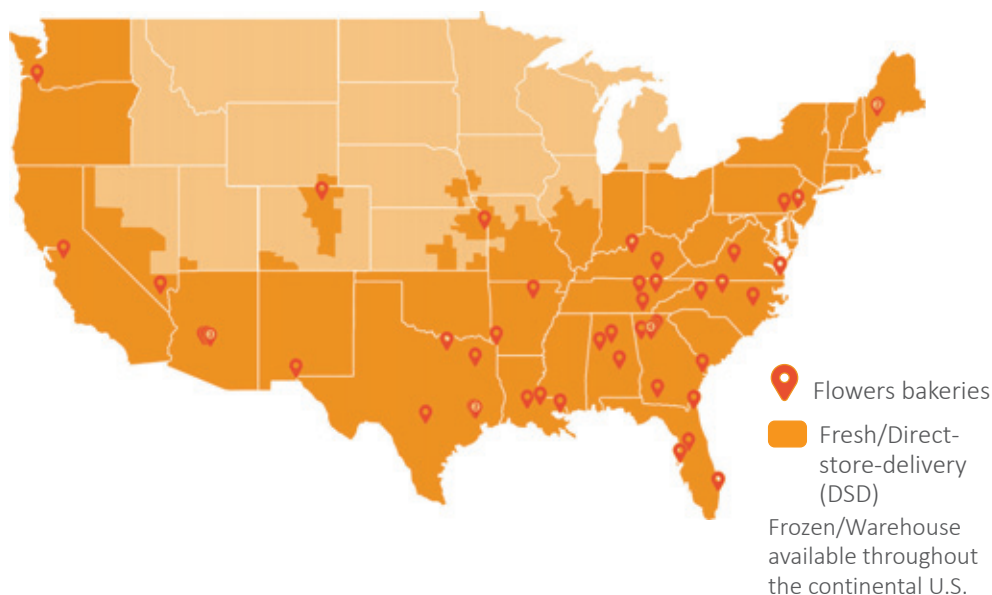 Flowers bakeries
Fresh/Direct-
store-delivery
(DSD)
Frozen/Warehouse
available throughout
the continental U.S.